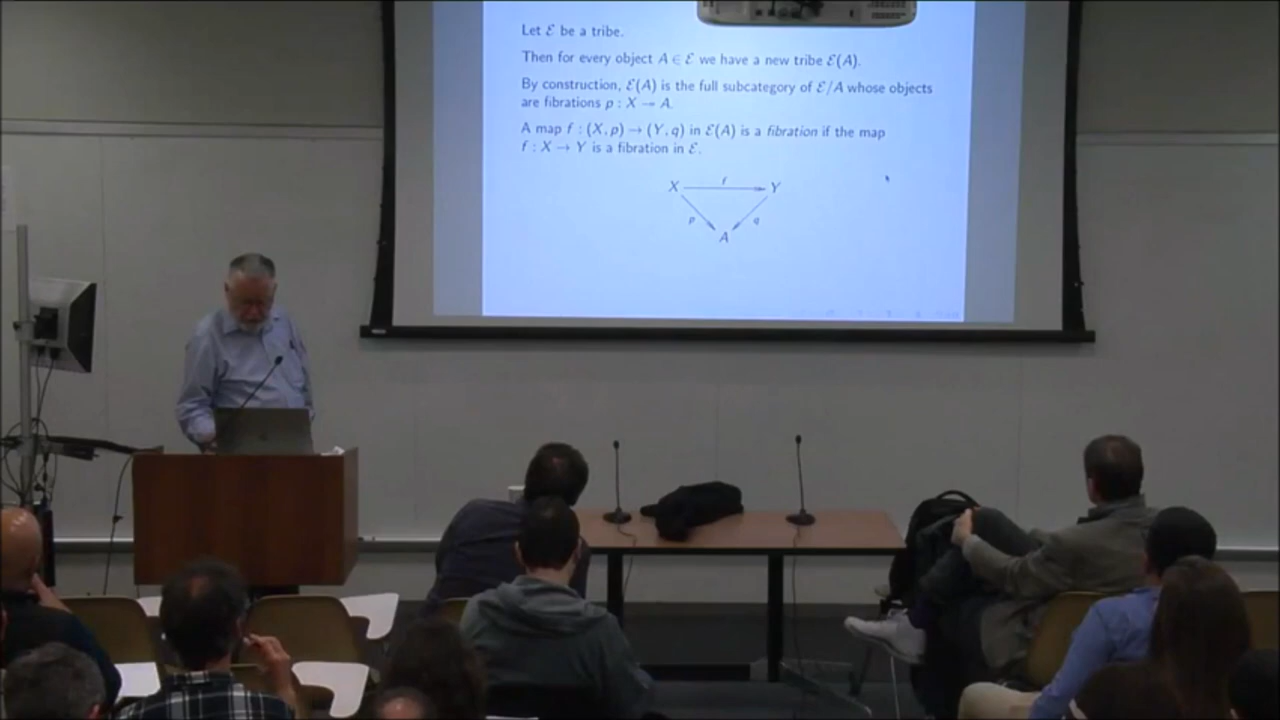 Let ℰ be a tribe.
Then for every object A ∈ ℰ we have a new tribe ℰ(A).
By construction, ℰ(A) is the full subcategory of ℰ/A whose objects
are fibrations p : X → A.
A map f : (X, p) → (Y, q) in ℰ(A) is a fibration if the map
f : X → Y is a fibration in ℰ.
f
X Y
p q
A